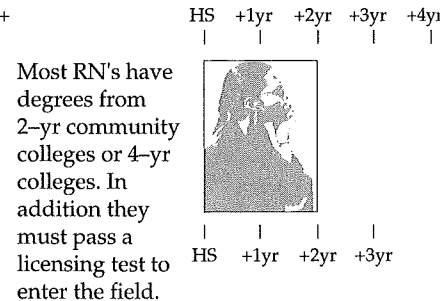 + HS +1yr +2yr +3yr +4yr
Most RN's have
degrees from
2–yr community
colleges or 4–yr
colleges. In
addition they
must pass a
licensing test to
enter the field.
HS +1yr +2yr +3yr